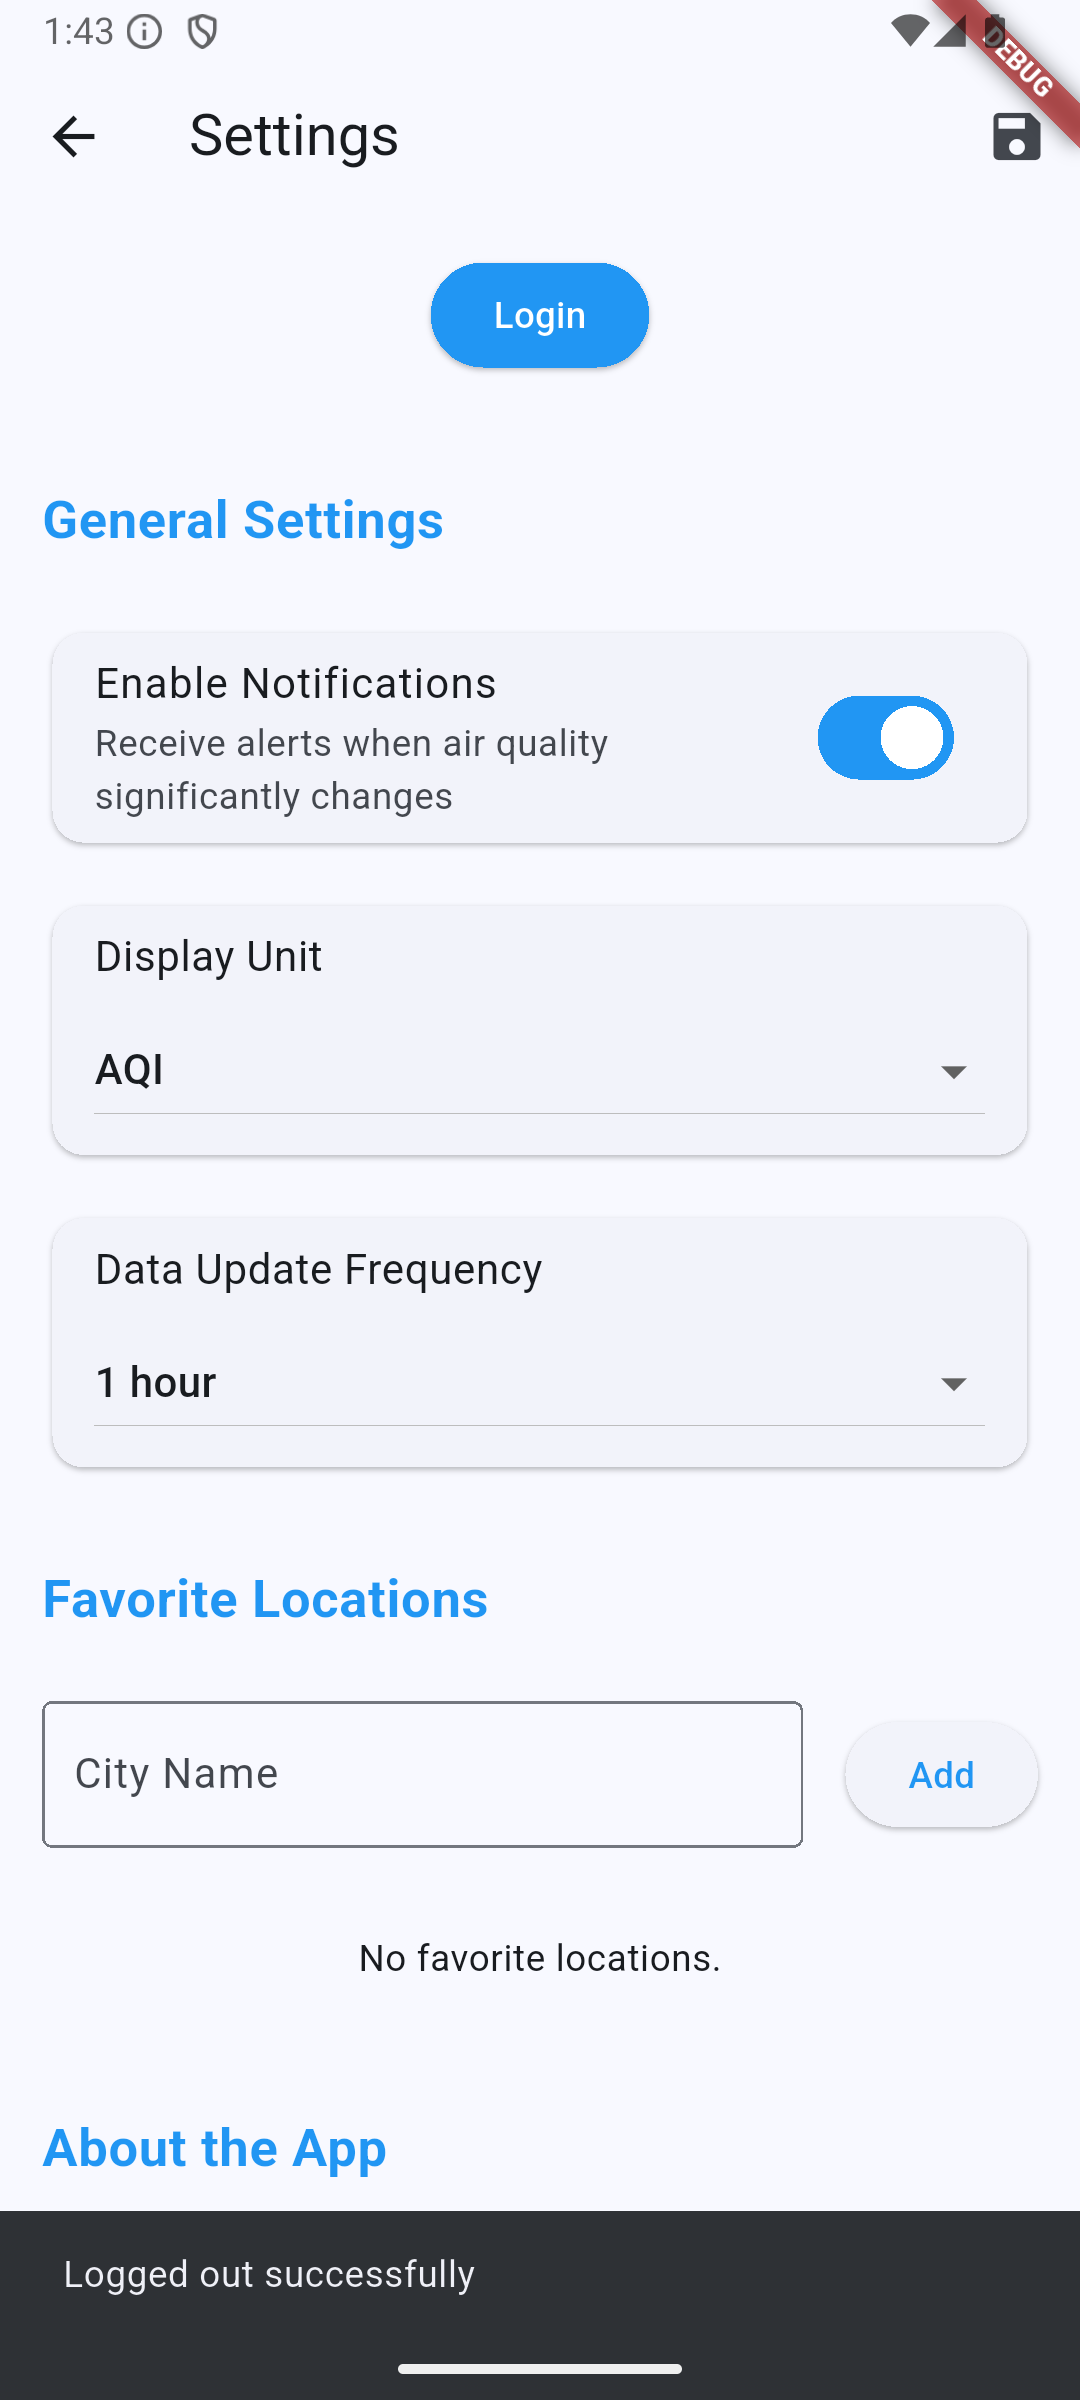 1:43
DEBUG
Settings
Login
General Settings
Enable Notifications
Receive alerts when air quality
significantly changes
Display Unit
AQI
Data Update Frequency
1 hour
Favorite Locations
City Name
Add
No favorite locations.
About the App
Logged out successfully